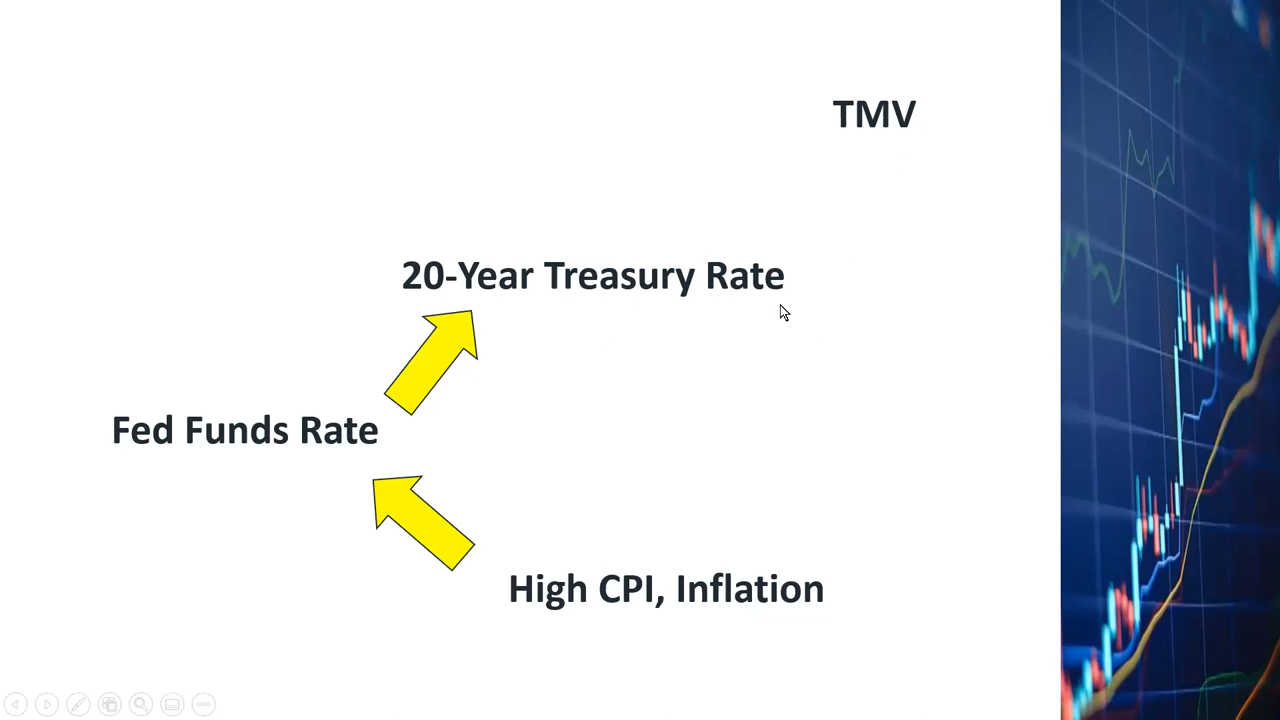 TMV
20-Year Treasury Rate
Fed Funds Rate
High CPI, Inflation